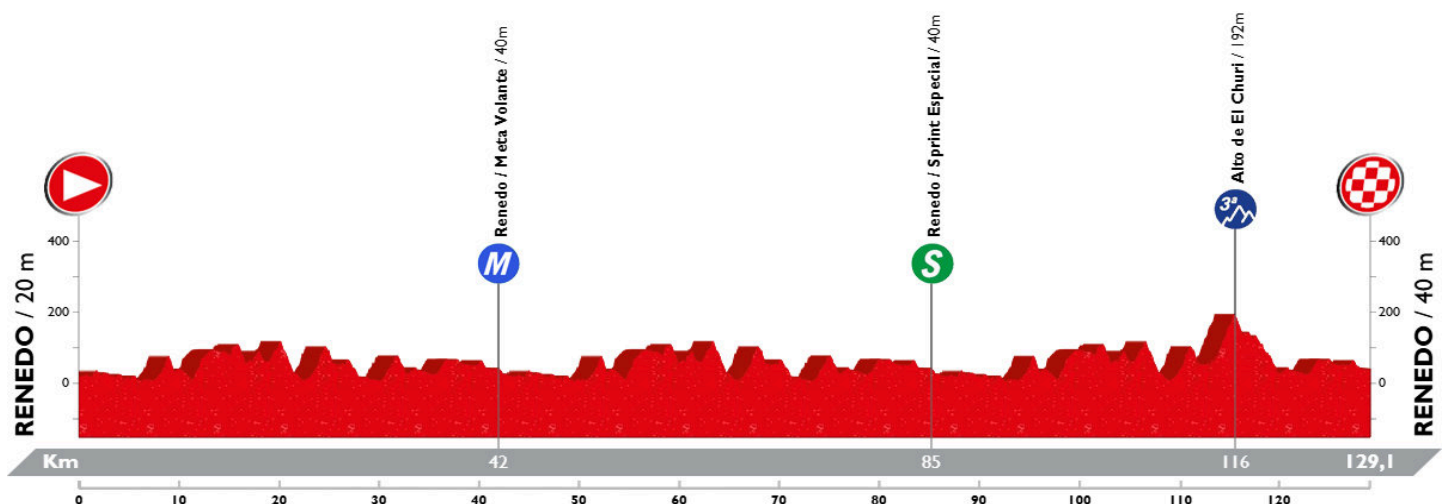 Renedo / Meta Volante / 40m
Renedo / Sprint Especial / 40m
Alto de El Churi / 192m
3ª
M
S
400
200
0
400
200
0
RENEDO / 20 m
RENEDO / 40 m
Km 42 85 116 129,1
0 10 20 30 40 50 60 70 80 90 100 110 120